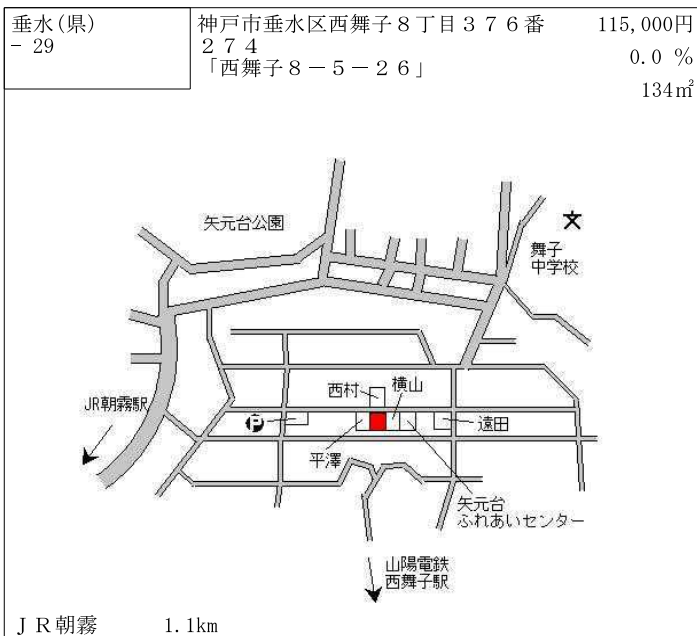 垂水(県)
－ 29
神戸市垂水区西舞子８丁目３７６番
２７４
「西舞子８－５－２６」
115,000円
0.0 %
134㎡
矢元台公園
文
舞子
中学校
西村
横山
JR朝霧駅
P
遠田
平澤
矢元台
ふれあいセンター
山陽電鉄
西舞子駅
ＪＲ朝霧 1.1km